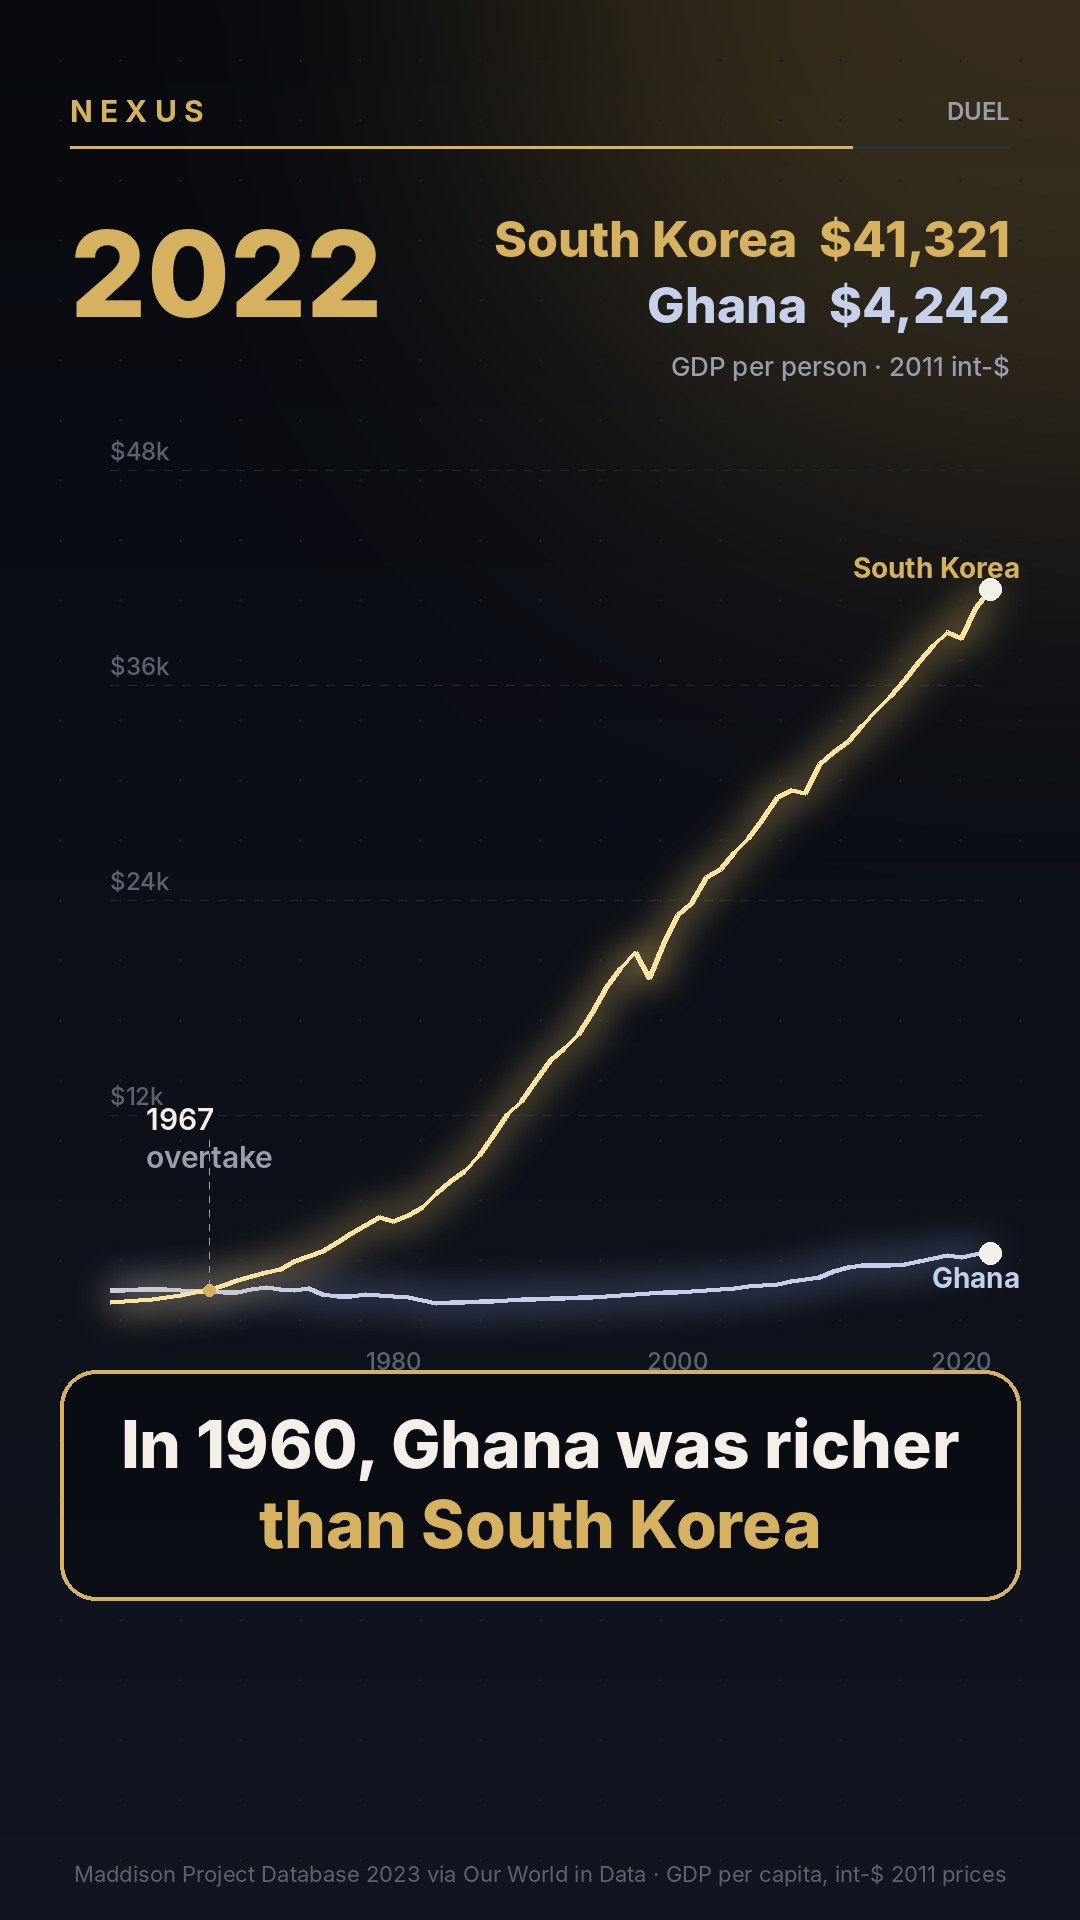 NEXUS
DUEL
2022
South Korea $41,321
Ghana $4,242
GDP per person · 2011 int-$
$48k
South Korea
$36k
$24k
$12k
1967
overtake
Ghana
1980
2000
2020
In 1960, Ghana was richer
than South Korea
Maddison Project Database 2023 via Our World in Data · GDP per capita, int-$ 2011 prices